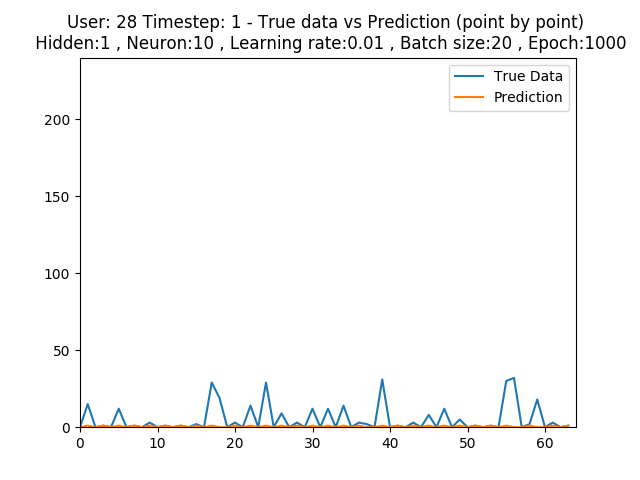 User: 28 Timestep: 1 - True data vs Prediction (point by point)
Hidden:1 , Neuron:10 , Learning rate:0.01 , Batch size:20 , Epoch:1000
True Data
Prediction
200
150
100
50
0
0 10 20 30 40 50 60